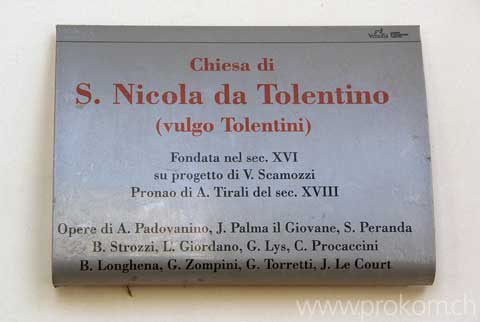 Venezia
Chiesa di
S. Nicola da Tolentino
(vulgo Tolentini)
Fondata nel sec. XVI
su progetto di V. Scamozzi
Pronao di A. Tirali del sec. XVIII
Opere di A. Padovanino, J. Palma il Giovane, S. Peranda
B. Strozzi, L. Giordano, G. Lys, C. Procaccini
B. Longhena, G. Zompini, G. Torretti, J. Le Court
www.prokom.ch